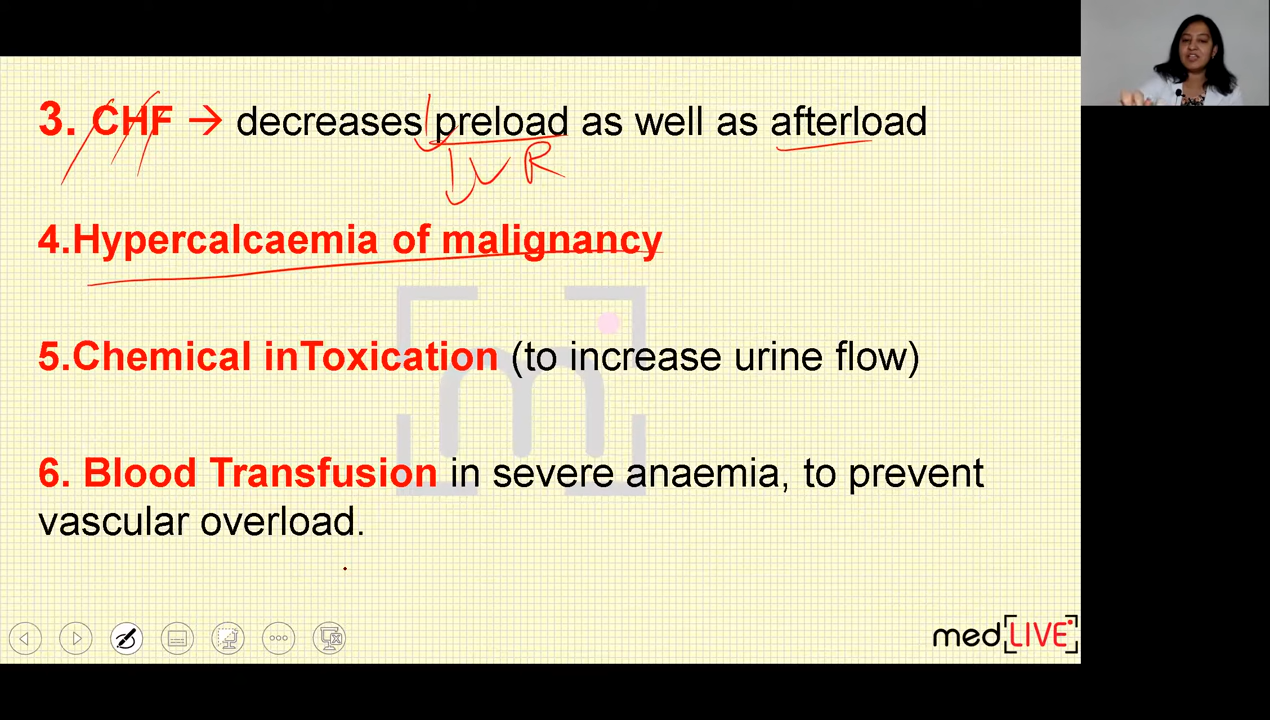 3. CHF → decreases preload as well as afterload
↓VR
4.Hypercalcaemia of malignancy
5.Chemical inToxication (to increase urine flow)
6. Blood Transfusion in severe anaemia, to prevent
vascular overload.
med[LIVE]